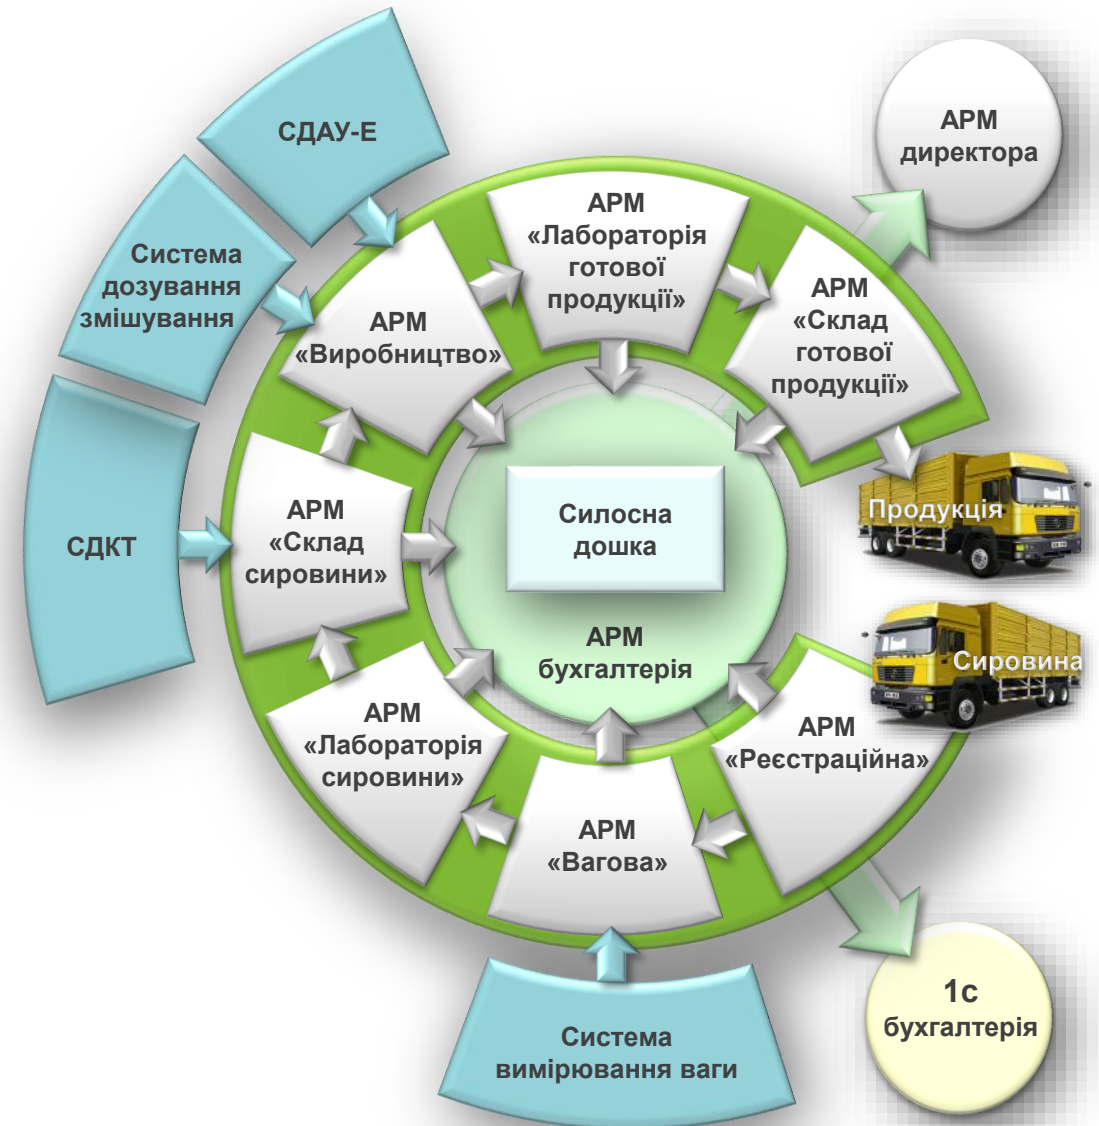 СДАУ-Е
АРМ
директора
Система
дозування
змішування
АРМ
«Лабораторія
готової
продукції»
АРМ
«Склад
готової
продукції»
АРМ
«Виробництво»
СДКТ
АРМ
«Склад
сировини»
Силосна
дошка
АРМ
бухгалтерія
Продукція
Сировина
АРМ
«Лабораторія
сировини»
АРМ
«Вагова»
АРМ
«Реєстраційна»
Система
вимірювання ваги
1с
бухгалтерія